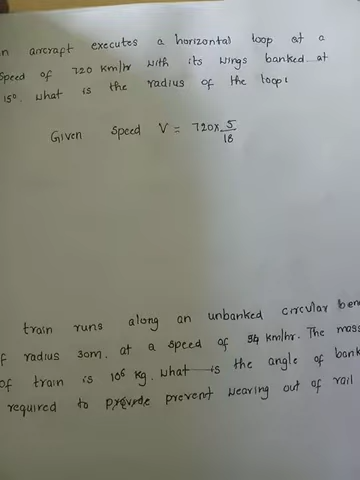 n aircraft executes a horizontal loop at a
speed of 720 km/hr with its wings banked at
15°. what is the radius of the loop?
Given speed V = 720 × 5/18
train runs along an unbanked circular ben
f radius 30m. at a speed of 54 km/hr. The mass
of train is 10⁶ kg. what is the angle of bank
required to prevent wearing out of rail